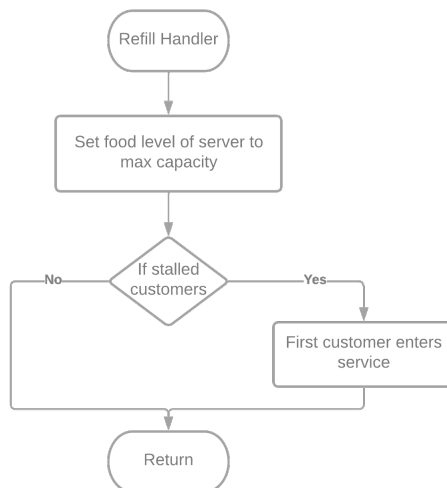 Refill Handler
Set food level of server to
max capacity
If stalled
customers
No
Yes
First customer enters
service
Return